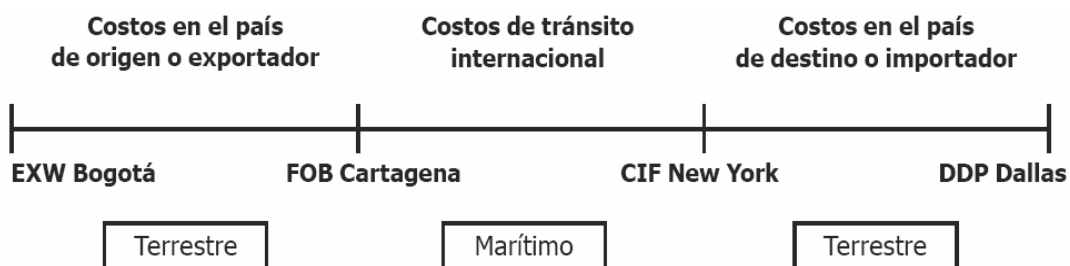 Costos en el país
de origen o exportador
Costos de tránsito
internacional
Costos en el país
de destino o importador
EXW Bogotá
FOB Cartagena
CIF New York
DDP Dallas
Terrestre
Marítimo
Terrestre